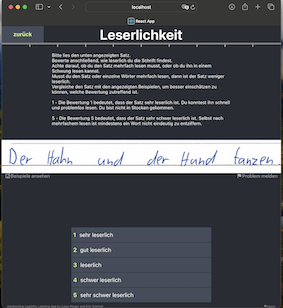 localhost
React App
zurück
Leserlichkeit
Bitte lies den unten angezeigten Satz.
Bewerte anschließend, wie leserlich du die Schrift findest.
Achte darauf, ob du den Satz mehrfach lesen musst, oder ob du ihn in einem
Schwung lesen kannst.
Musst du den Satz oder einzelne Wörter mehrfach lesen, dann ist der Satz weniger
leserlich.
Vergleiche den Satz mit den angezeigten Beispielen, um besser einschätzen zu
können, welche Bewertung zutreffend ist.
1 - Die Bewertung 1 bedeutet, dass der Satz sehr leserlich ist. Du konntest ihn schnell
und problemlos lesen. Du bist nicht in Stocken gekommen.
5 - Die Bewertung 5 bedeutet, dass der Satz sehr schwer leserlich ist. Selbst nach
mehrfachem lesen ist mindestens ein Wort nicht eindeutig zu entziffern.
Der Hahn und der Hund tanzen
Beispiele ansehen
Problem melden
1 sehr leserlich
2 gut leserlich
3 leserlich
4 schwer leserlich
5 sehr schwer leserlich